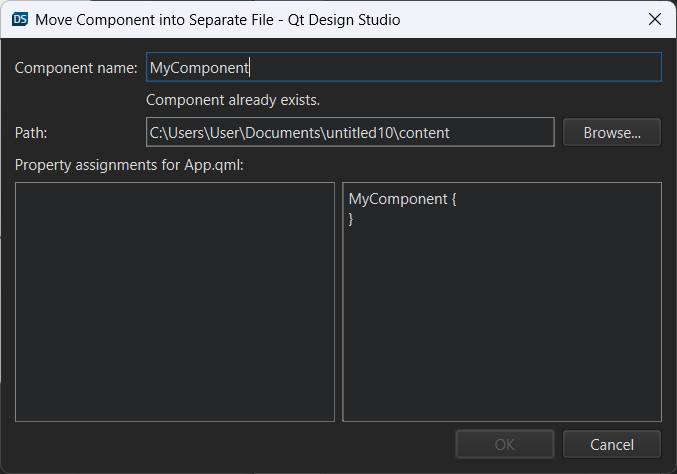 DS Move Component into Separate File - Qt Design Studio
Component name: MyComponent
Component already exists.
Path: C:\Users\User\Documents\untitled10\content Browse...
Property assignments for App.qml:
MyComponent {
}
OK Cancel